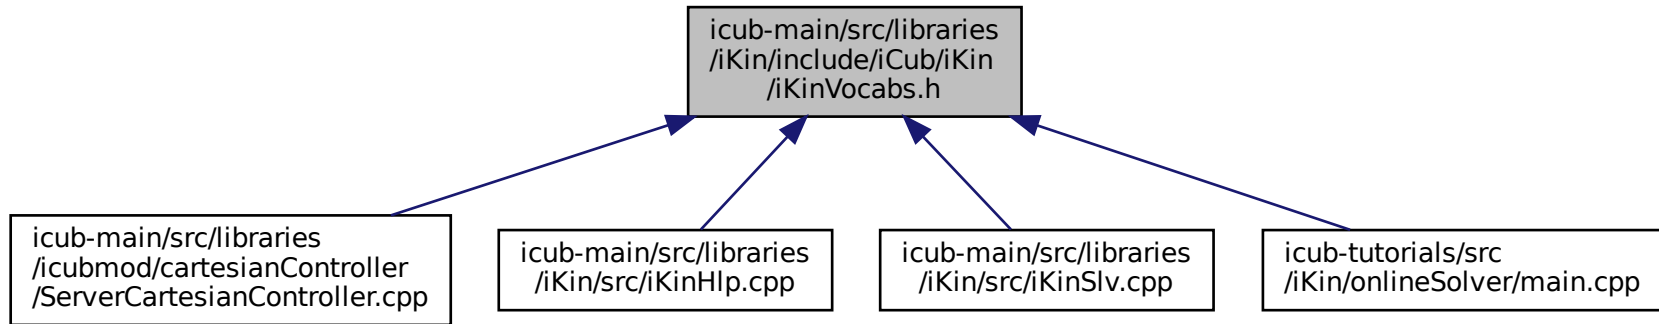 icub-main/src/libraries
/iKin/include/iCub/iKin
/iKinVocabs.h
icub-main/src/libraries
/icubmod/cartesianController
/ServerCartesianController.cpp
icub-main/src/libraries
/iKin/src/iKinHlp.cpp
icub-main/src/libraries
/iKin/src/iKinSlv.cpp
icub-tutorials/src
/iKin/onlineSolver/main.cpp